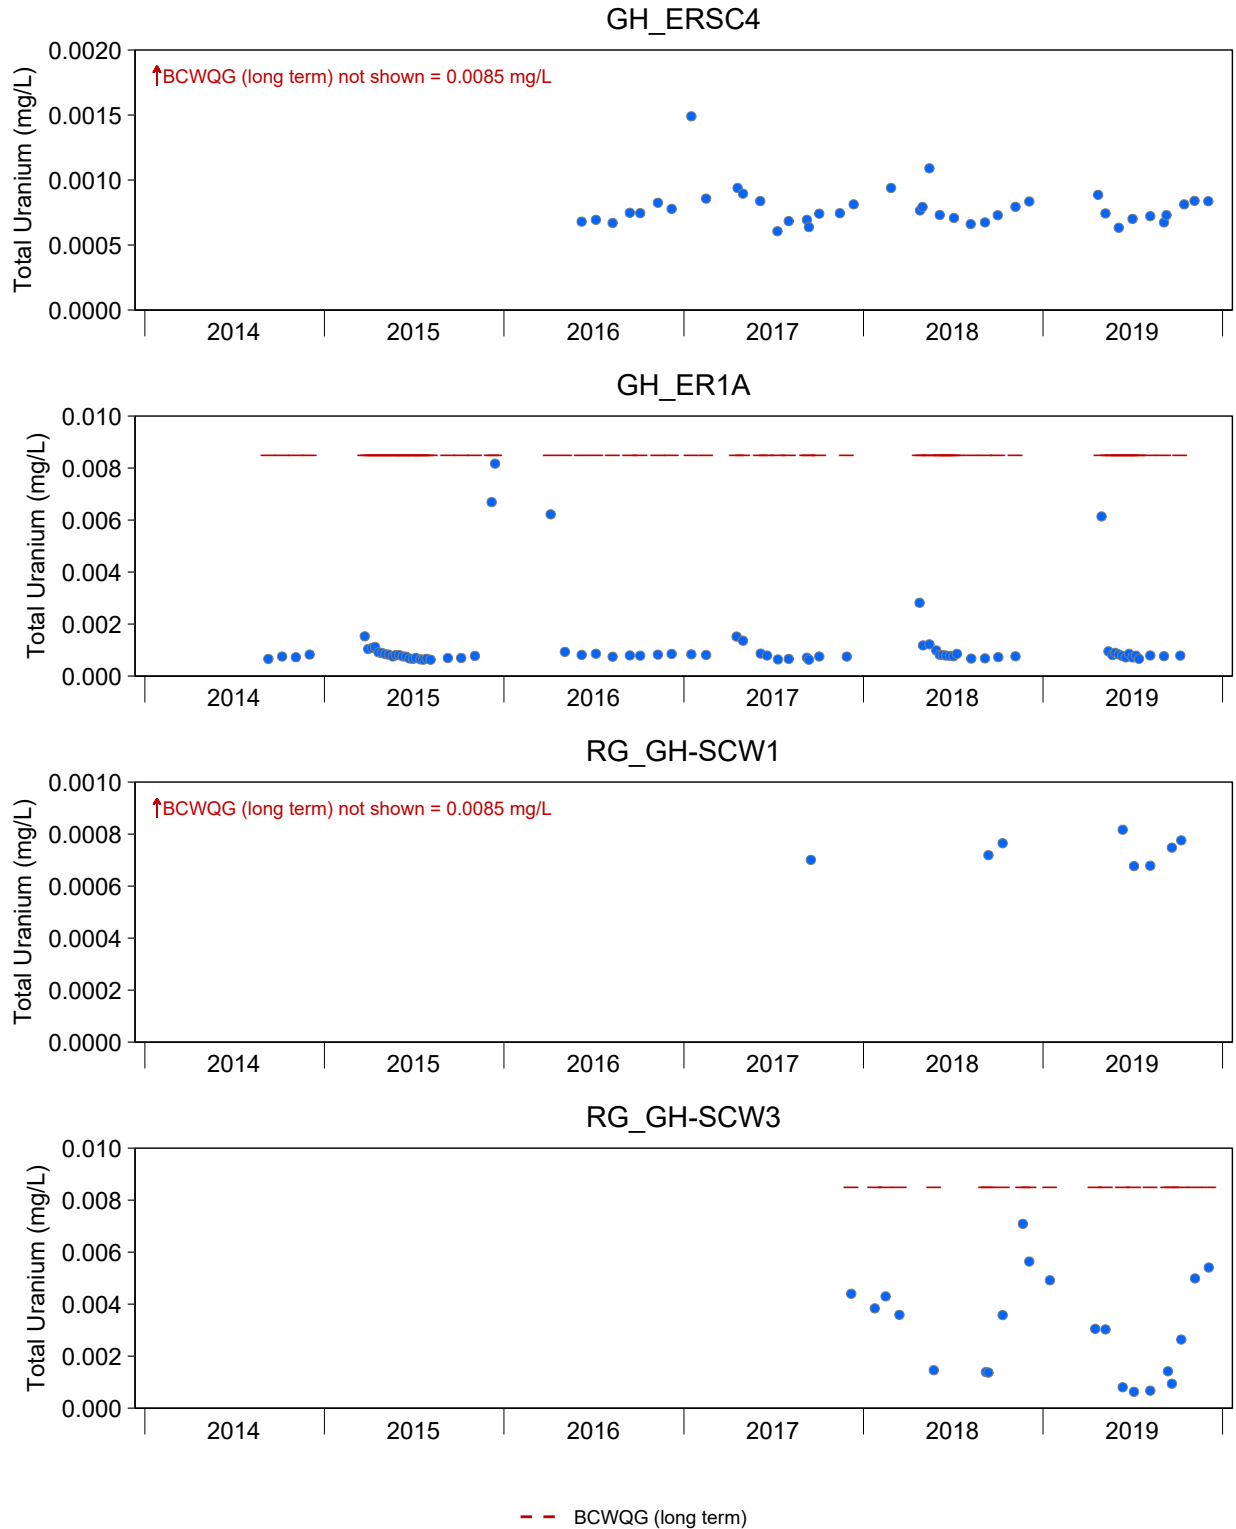 GH_ERSC4
Total Uranium (mg/L)
0.0020
0.0015
0.0010
0.0005
0.0000
↑BCWQG (long term) not shown = 0.0085 mg/L
2014 2015 2016 2017 2018 2019
GH_ER1A
Total Uranium (mg/L)
0.010
0.008
0.006
0.004
0.002
0.000
2014 2015 2016 2017 2018 2019
RG_GH-SCW1
Total Uranium (mg/L)
0.0010
0.0008
0.0006
0.0004
0.0002
0.0000
↑BCWQG (long term) not shown = 0.0085 mg/L
2014 2015 2016 2017 2018 2019
RG_GH-SCW3
Total Uranium (mg/L)
0.010
0.008
0.006
0.004
0.002
0.000
2014 2015 2016 2017 2018 2019
BCWQG (long term)